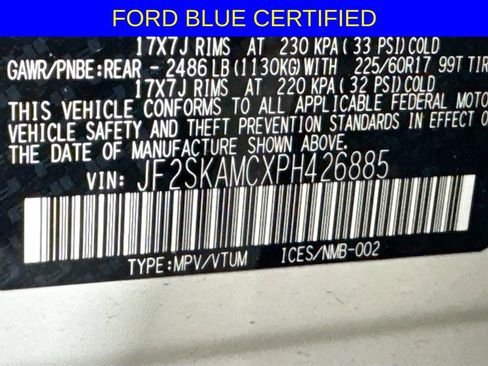 FORD BLUE CERTIFIED
17X7J RIMS AT 230 KPA(33 PSI)COLD
GAWR/PNBE:REAR - 2486 LB(1130KG)WITH 225/60R17 99T TIR
17X7J RIMS AT 220 KPA(32 PSI)COLD
THIS VEHICLE CONFORMS TO ALL APPLICABLE FEDERAL MOTO
VEHICLE SAFETY AND THEFT PREVENTION STANDARDS IN EFFECT ON
THE DATE OF MANUFACTURE SHOWN ABOVE.
VIN: JF2SKAMCXPH426885
TYPE:MPV/VTUM ICES/NMB-002